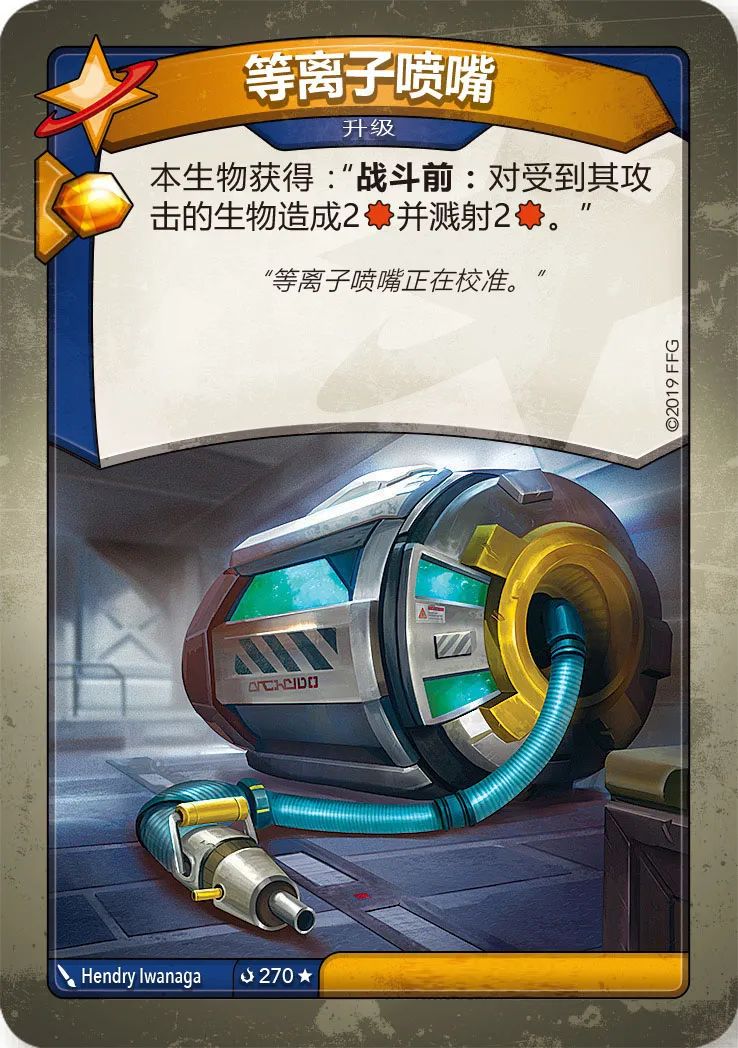 等离子喷嘴
升级
本生物获得：“战斗前：对受到其攻
击的生物造成2并溅射2。”
“等离子喷嘴正在校准。”
©2019 FFG
Hendry Iwanaga
270